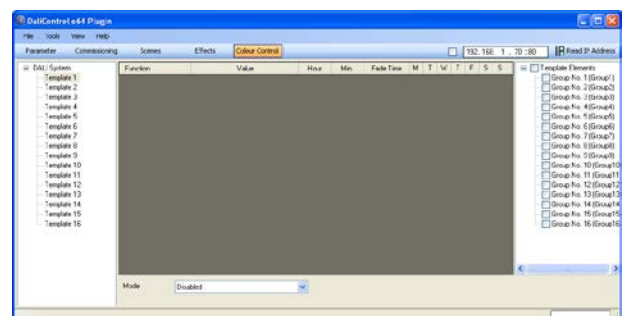 DaliControl e64 Plugin
File Tools View Help
Parameter Commissioning Scenes Effects Colour Control 192. 168. 1 . 70 : 80 Read IP Address
DALI System
Template 1
Template 2
Template 3
Template 4
Template 5
Template 6
Template 7
Template 8
Template 9
Template 10
Template 11
Template 12
Template 13
Template 14
Template 15
Template 16
Function Value Hour Min Fade Time M T W T F S S
Template Elements
Group No. 1 (Group1)
Group No. 2 (Group2)
Group No. 3 (Group3)
Group No. 4 (Group4)
Group No. 5 (Group5)
Group No. 6 (Group6)
Group No. 7 (Group7)
Group No. 8 (Group8)
Group No. 9 (Group9)
Group No. 10 (Group10
Group No. 11 (Group11
Group No. 12 (Group12
Group No. 13 (Group13
Group No. 14 (Group14
Group No. 15 (Group15
Group No. 16 (Group16
Mode Disabled